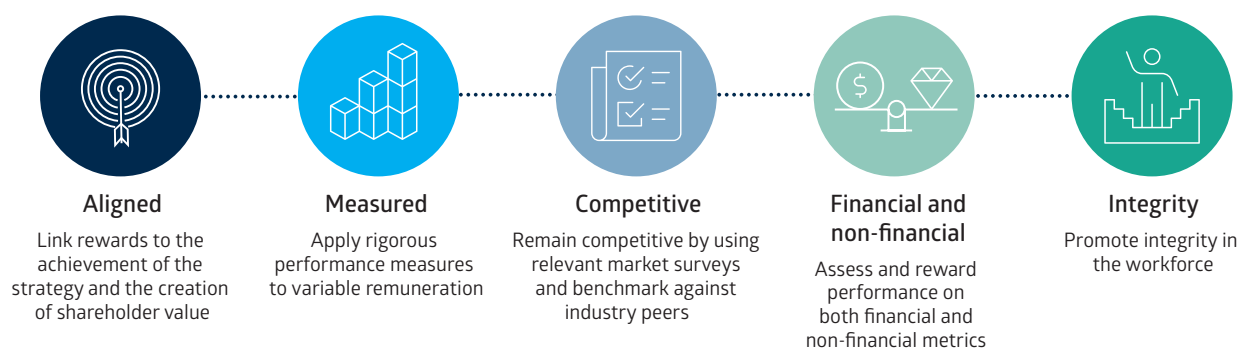 $
Aligned
Link rewards to the
achievement of the
strategy and the creation
of shareholder value
Measured
Apply rigorous
performance measures
to variable remuneration
Competitive
Remain competitive by using
relevant market surveys
and benchmark against
industry peers
Financial and
non-financial
Assess and reward
performance on
both financial and
non-financial metrics
Integrity
Promote integrity in
the workforce